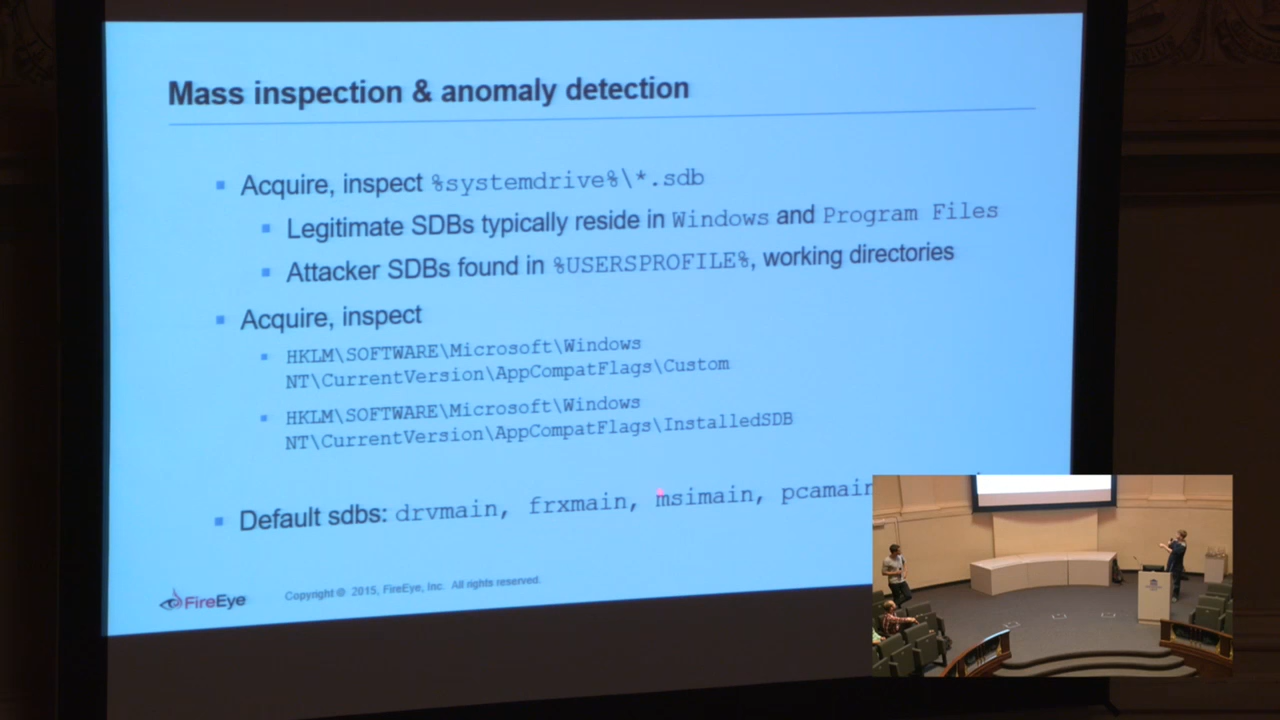 Mass inspection & anomaly detection
Acquire, inspect %systemdrive%\*.sdb
Legitimate SDBs typically reside in Windows and Program Files
Attacker SDBs found in %USERSPROFILE%, working directories
Acquire, inspect
HKLM\SOFTWARE\Microsoft\Windows
NT\CurrentVersion\AppCompatFlags\Custom
HKLM\SOFTWARE\Microsoft\Windows
NT\CurrentVersion\AppCompatFlags\InstalledSDB
Default sdbs: drvmain, frxmain, msimain, pcamain
FireEye
Copyright © 2015, FireEye, Inc. All rights reserved.